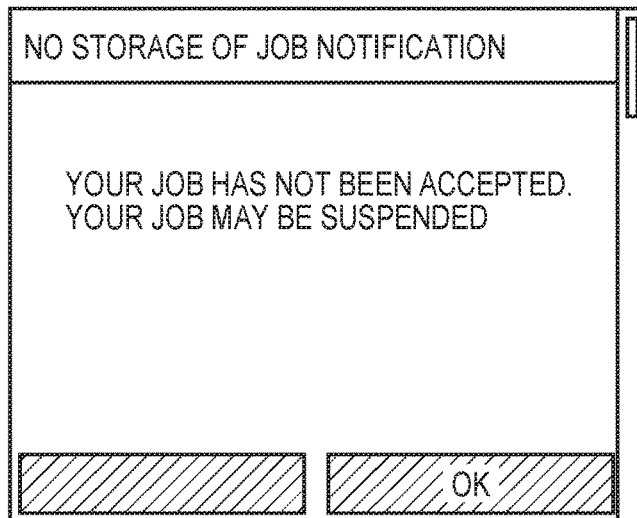 NO STORAGE OF JOB NOTIFICATION
YOUR JOB HAS NOT BEEN ACCEPTED.
YOUR JOB MAY BE SUSPENDED
OK